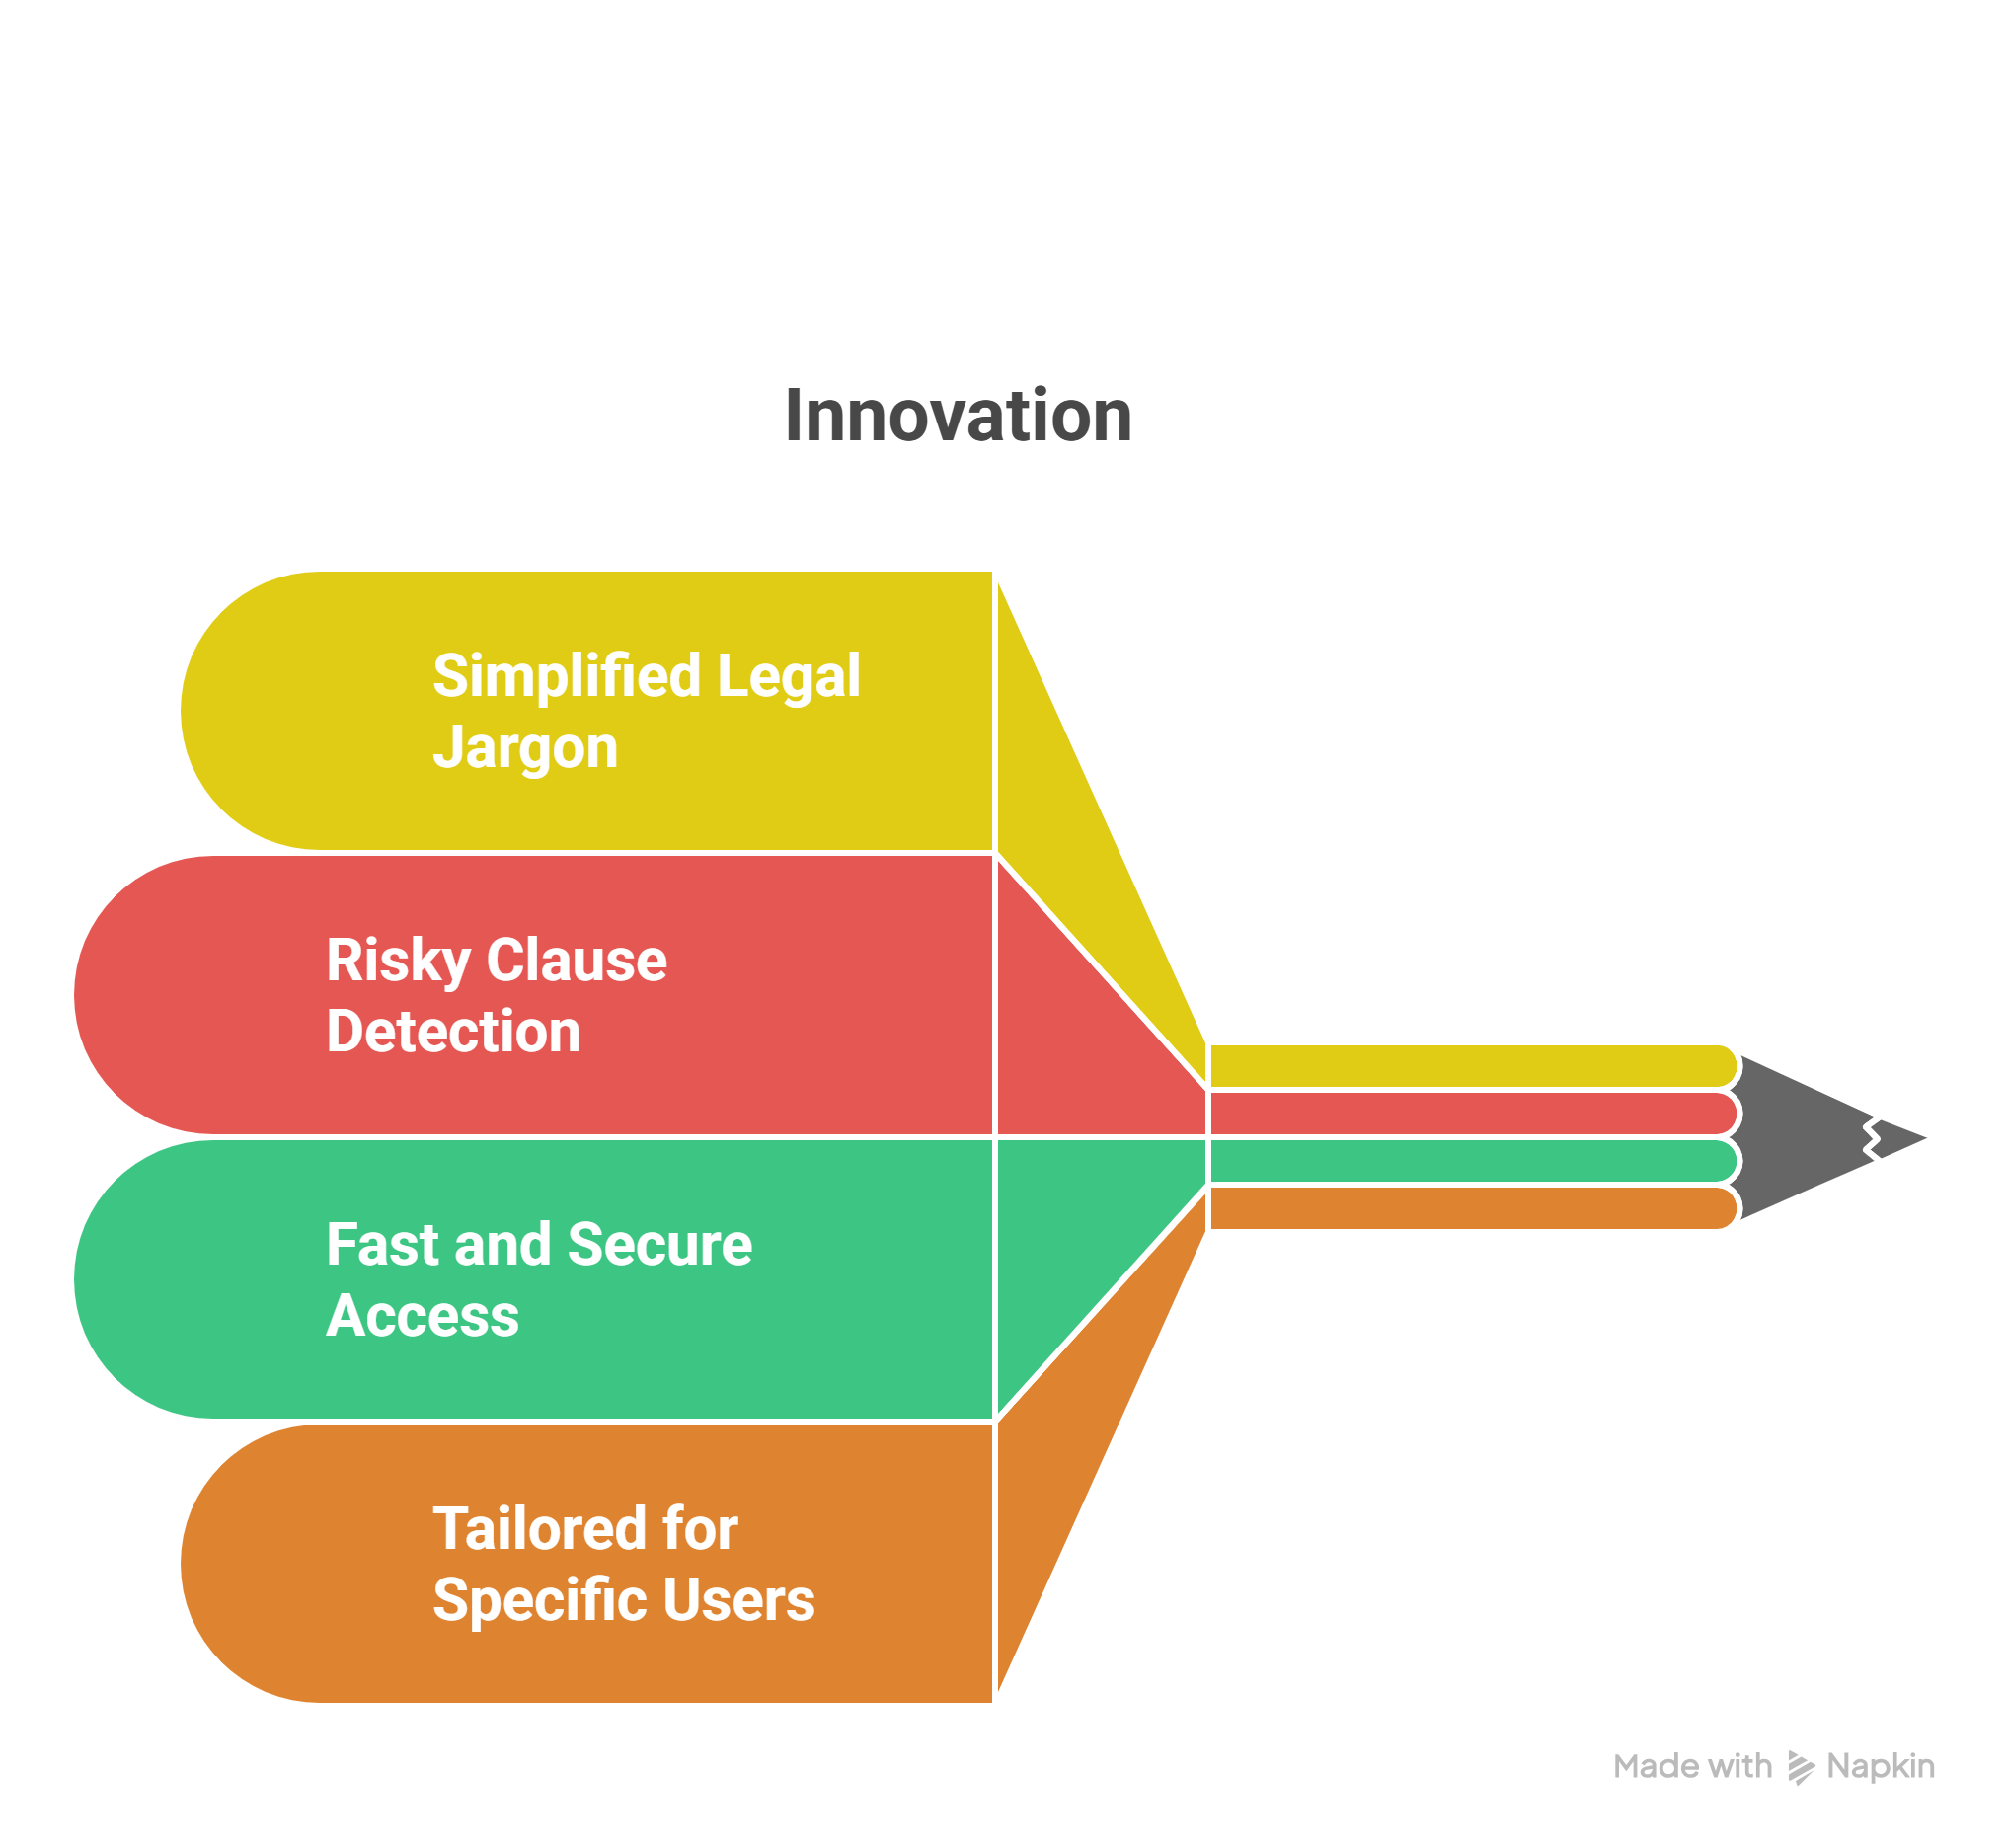 Innovation
Simplified Legal
Jargon
Risky Clause
Detection
Fast and Secure
Access
Tailored for
Specific Users
Made with Napkin